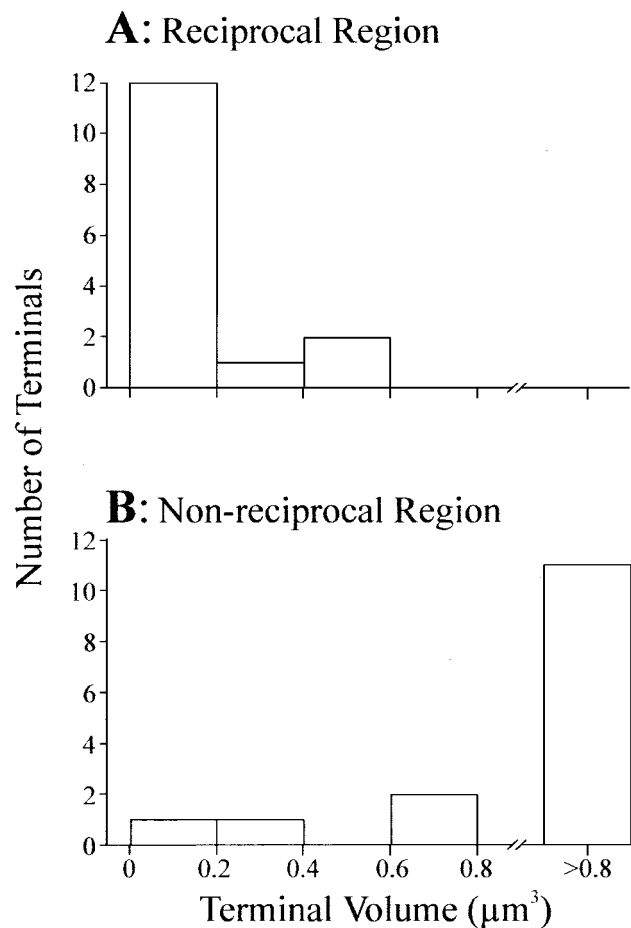 A: Reciprocal Region
12
10
8
6
4
2
0
Number of Terminals
B: Non-reciprocal Region
12
10
8
6
4
2
0
0 0.2 0.4 0.6 0.8 >0.8
Terminal Volume (μm³)